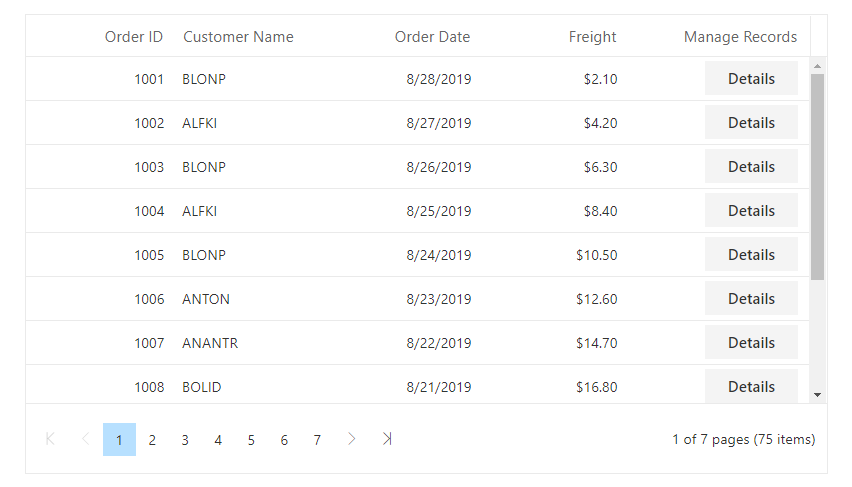 Order ID Customer Name Order Date Freight Manage Records
1001 BLONP 8/28/2019 $2.10 Details
1002 ALFKI 8/27/2019 $4.20 Details
1003 BLONP 8/26/2019 $6.30 Details
1004 ALFKI 8/25/2019 $8.40 Details
1005 BLONP 8/24/2019 $10.50 Details
1006 ANTON 8/23/2019 $12.60 Details
1007 ANANTR 8/22/2019 $14.70 Details
1008 BOLID 8/21/2019 $16.80 Details
1 2 3 4 5 6 7 1 of 7 pages (75 items)